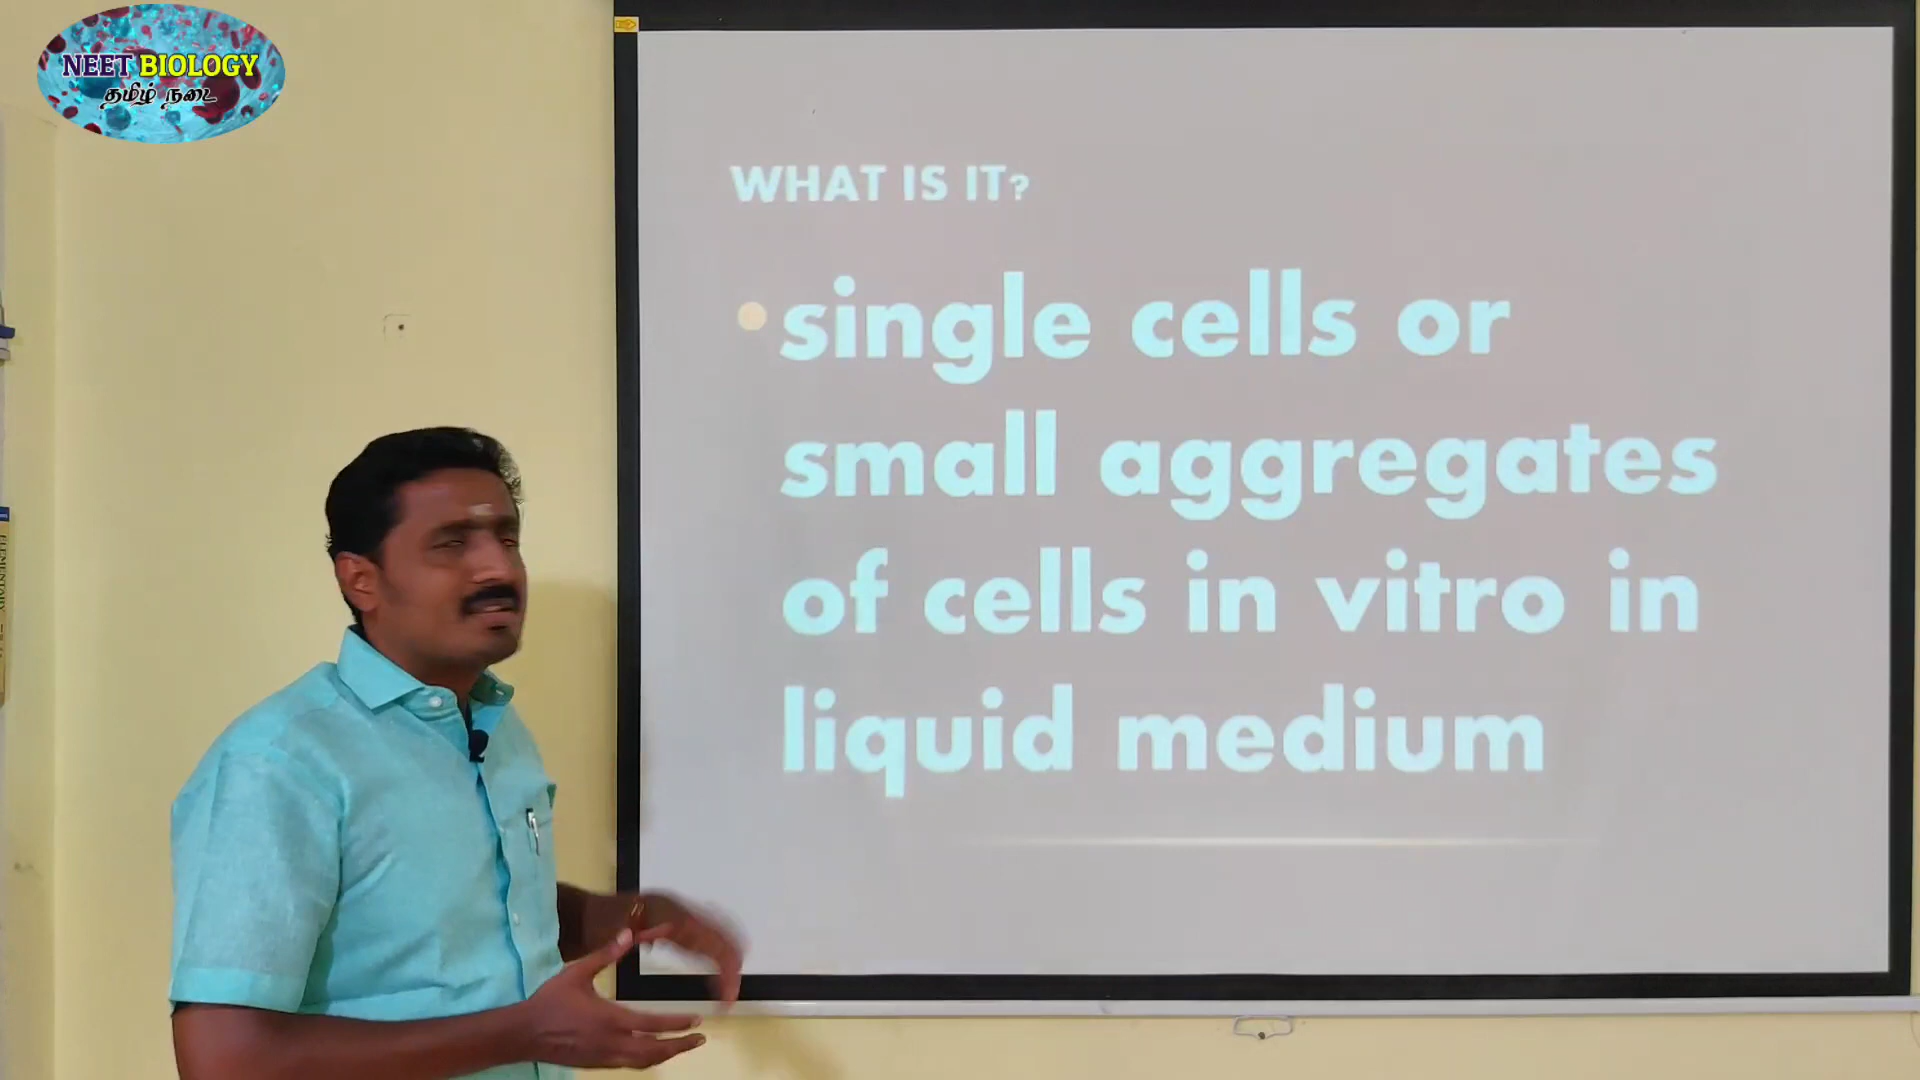 NEET BIOLOGY
தமிழ் நடை
WHAT IS IT?
• single cells or
small aggregates
of cells in vitro in
liquid medium